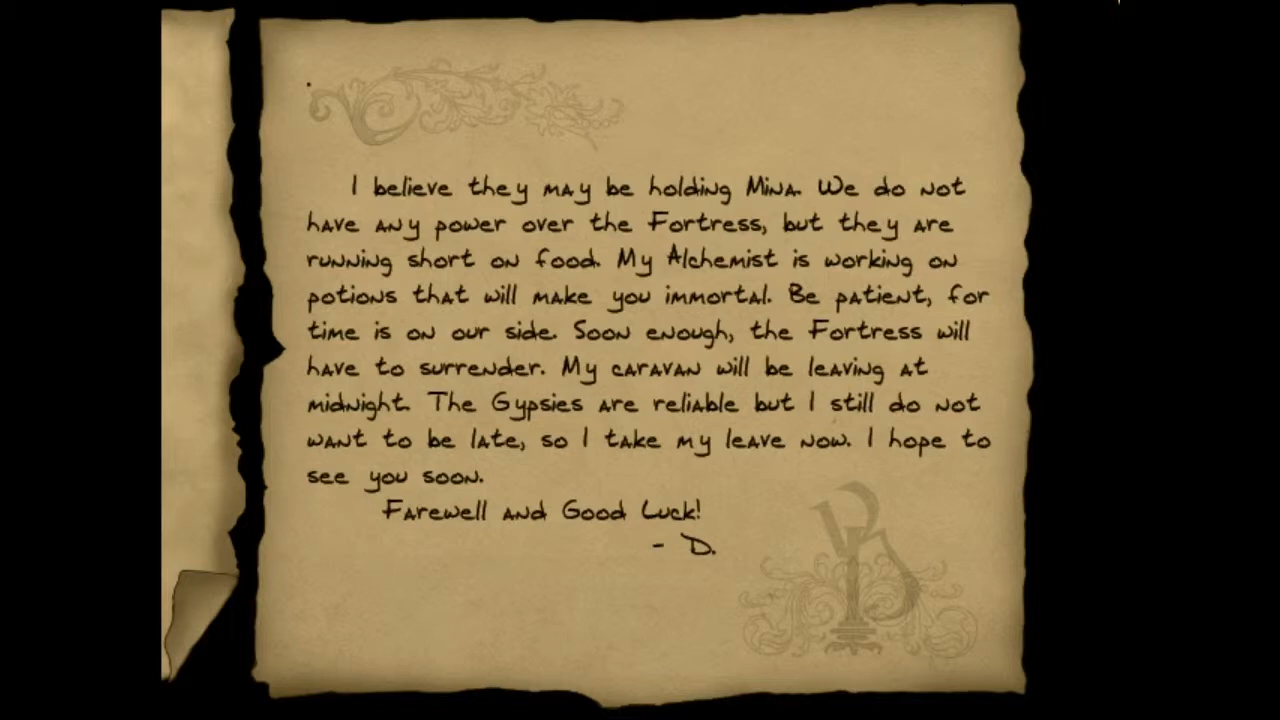 I believe they may be holding Mina. We do not
have any power over the Fortress, but they are
running short on food. My Alchemist is working on
potions that will make you immortal. Be patient, for
time is on our side. Soon enough, the Fortress will
have to surrender. My caravan will be leaving at
midnight. The Gypsies are reliable but I still do not
want to be late, so I take my leave now. I hope to
see you soon.
Farewell and Good Luck!
- D.